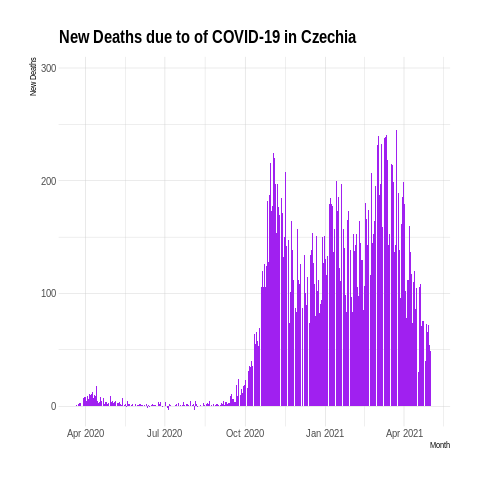 New Deaths due to of COVID-19 in Czechia
New Deaths
300
200
100
0
Apr 2020 Jul 2020 Oct 2020 Jan 2021 Apr 2021
Month